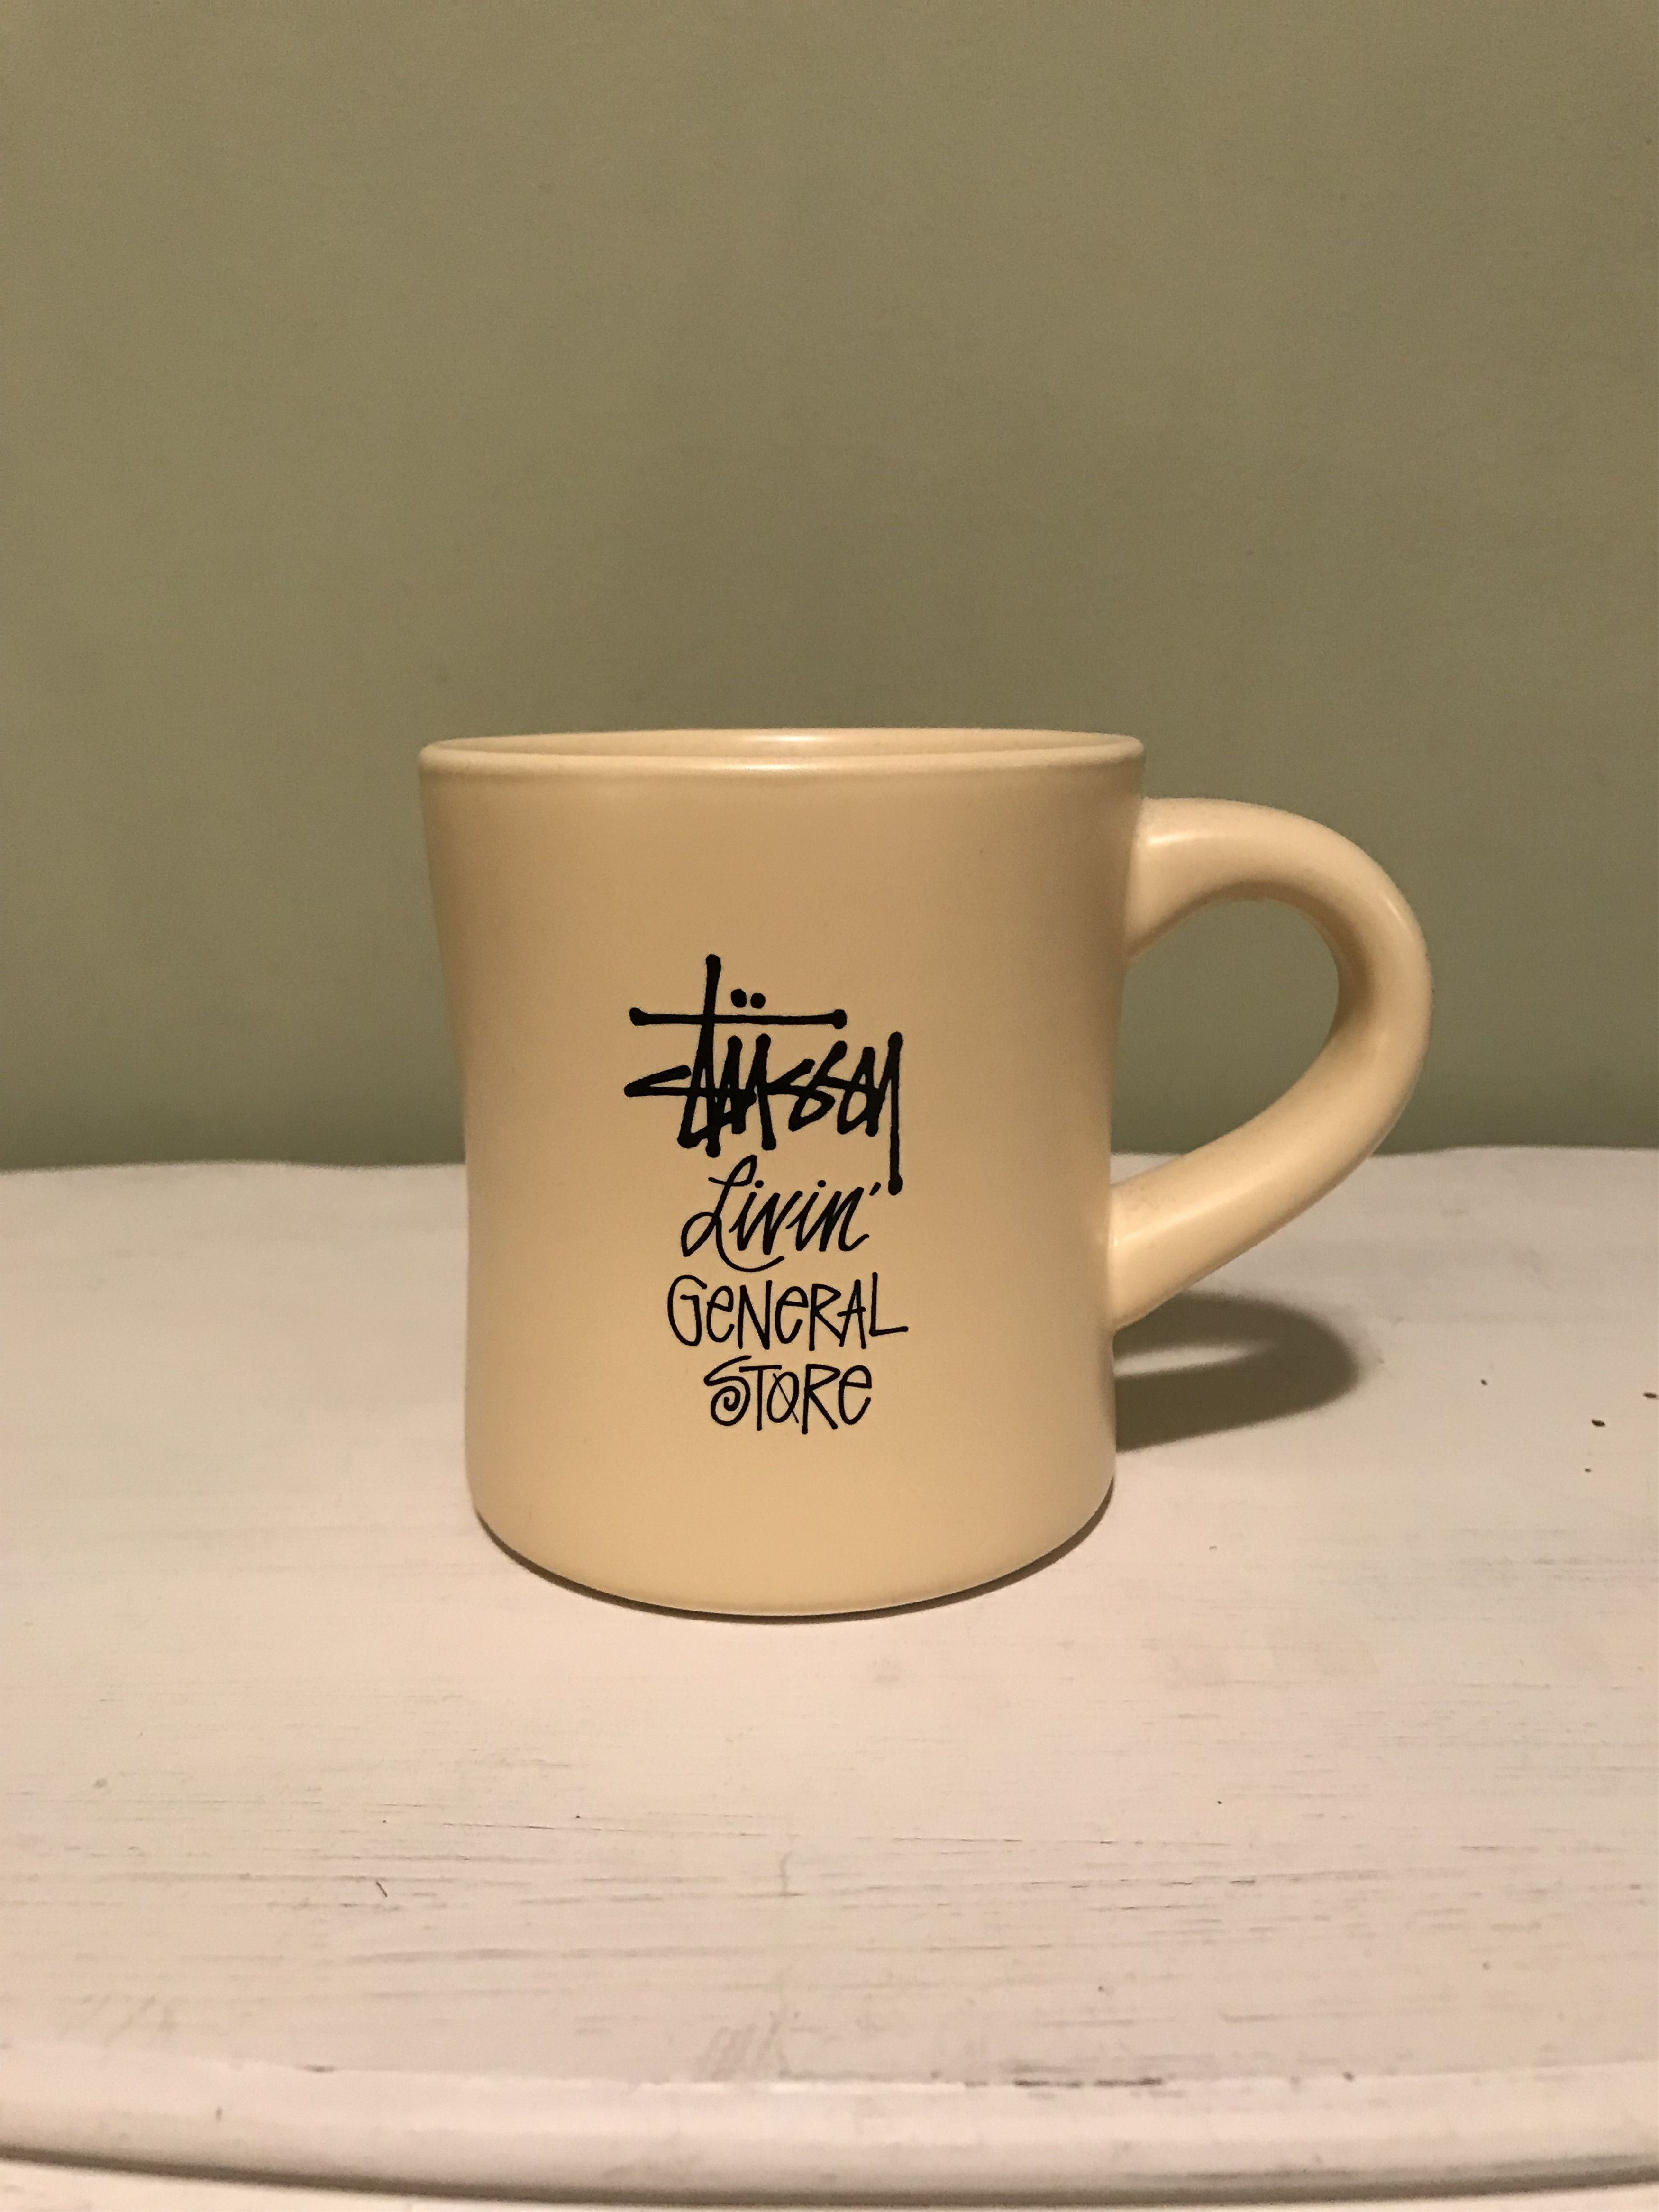 Stüssy
Livin'
GeNeRAL
STORe